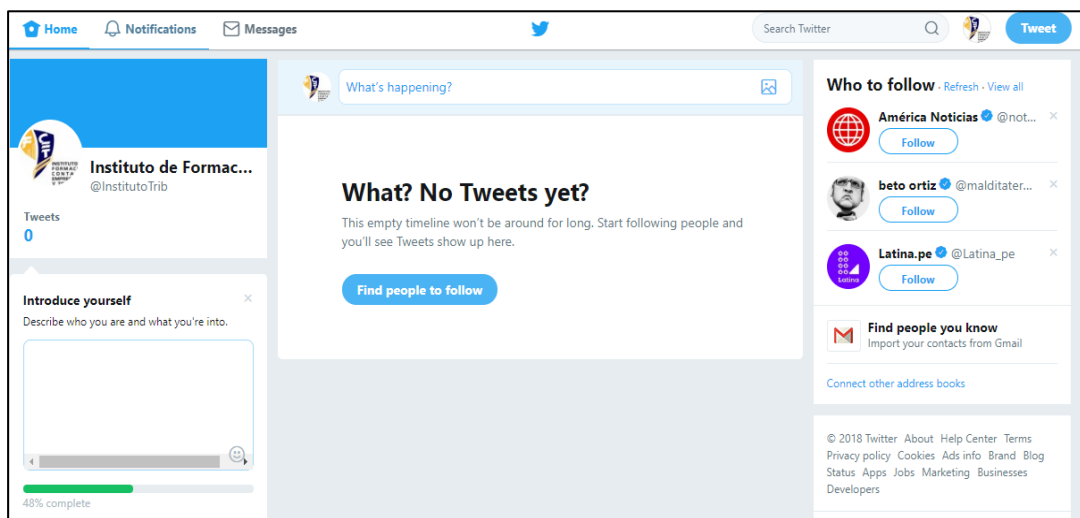 Home Notifications Messages Search Twitter Tweet
Instituto de Formac...
@InstitutoTrib
Tweets
0
Introduce yourself
Describe who you are and what you're into.
48% complete
What's happening?
What? No Tweets yet?
This empty timeline won't be around for long. Start following people and
you'll see Tweets show up here.
Find people to follow
Who to follow · Refresh · View all
América Noticias @not...
Follow
beto ortiz @malditater...
Follow
Latina.pe @Latina_pe
Follow
Latina
Find people you know
Import your contacts from Gmail
Connect other address books
© 2018 Twitter About Help Center Terms
Privacy policy Cookies Ads info Brand Blog
Status Apps Jobs Marketing Businesses
Developers